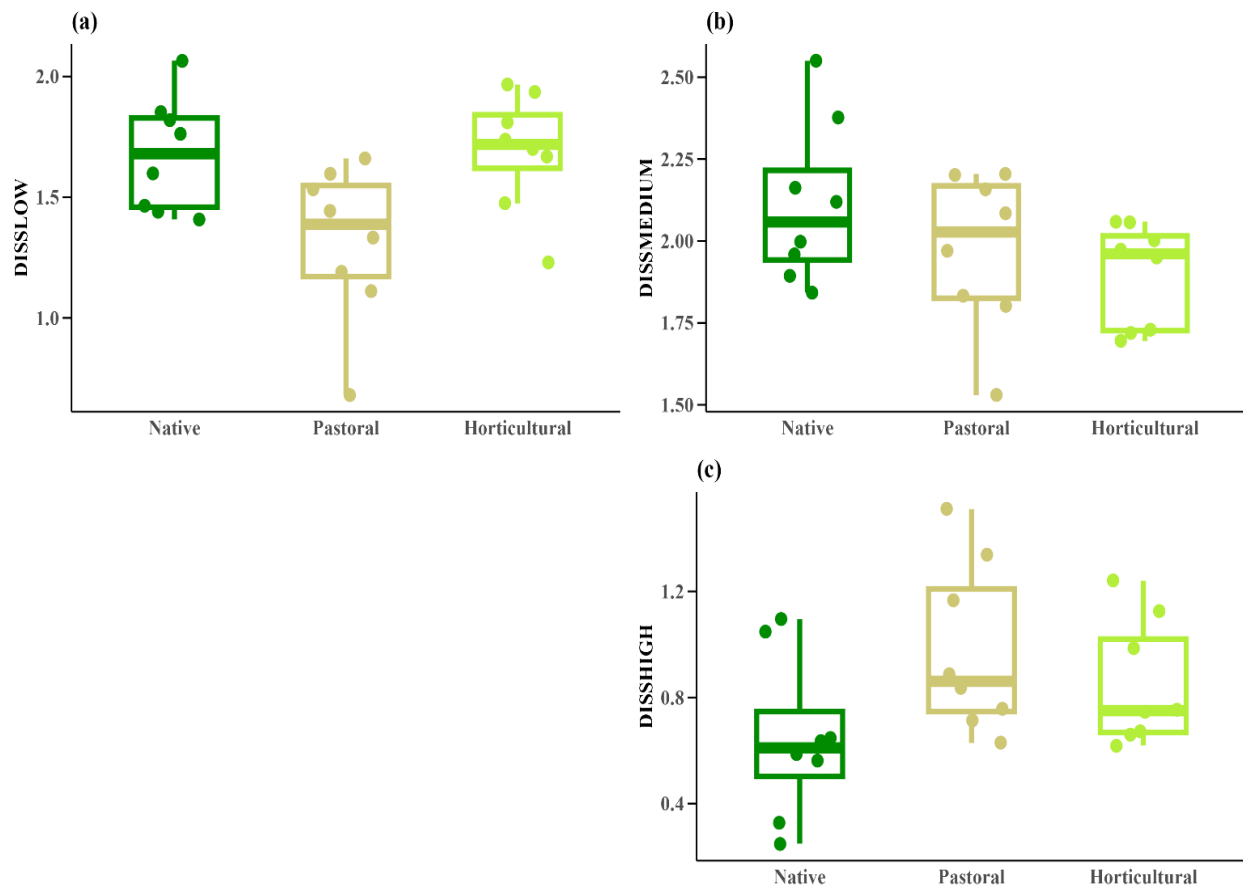 (a)
DISSLOW
2.0
1.5
1.0
Native Pastoral Horticultural
(b)
DISSMEDIUM
2.50
2.25
2.00
1.75
1.50
Native Pastoral Horticultural
(c)
DISSHIGH
1.2
0.8
0.4
Native Pastoral Horticultural